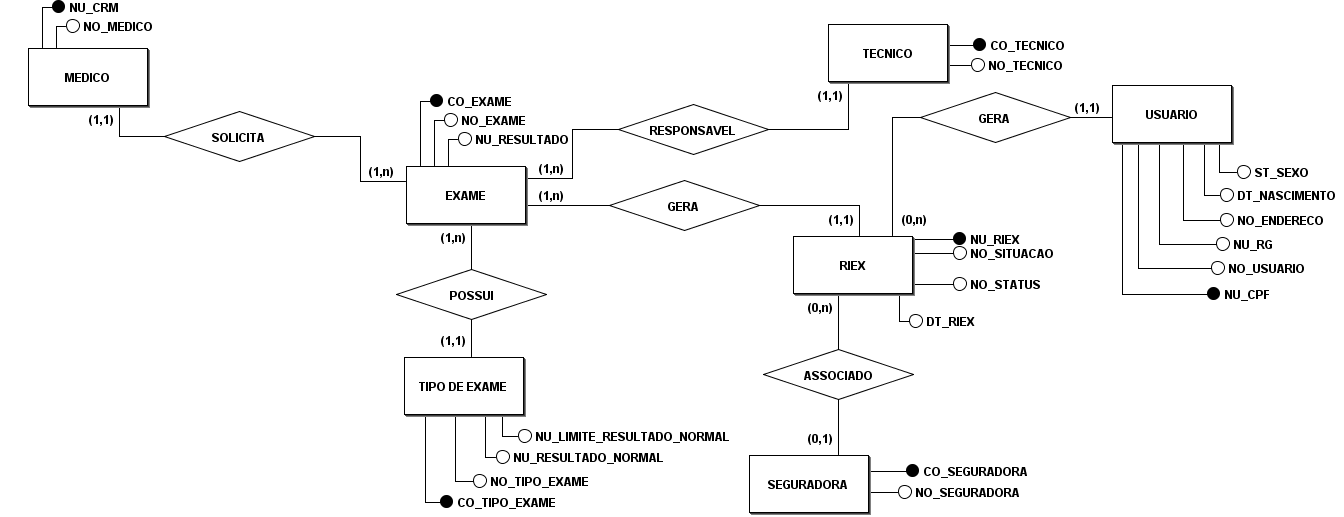 NU_CRM
NO_MEDICO
MEDICO
(1,1)
SOLICITA
(1,n)
CO_EXAME
NO_EXAME
NU_RESULTADO
EXAME
(1,n)
RESPONSAVEL
(1,1)
TECNICO
CO_TECNICO
NO_TECNICO
(1,n)
GERA
(1,1)
RIEX
NU_RIEX
NO_SITUACAO
NO_STATUS
DT_RIEX
(0,n)
GERA
(1,1)
USUARIO
ST_SEXO
DT_NASCIMENTO
NO_ENDERECO
NU_RG
NO_USUARIO
NU_CPF
(1,n)
POSSUI
(1,1)
TIPO DE EXAME
NU_LIMITE_RESULTADO_NORMAL
NU_RESULTADO_NORMAL
NO_TIPO_EXAME
CO_TIPO_EXAME
(0,n)
ASSOCIADO
(0,1)
SEGURADORA
CO_SEGURADORA
NO_SEGURADORA